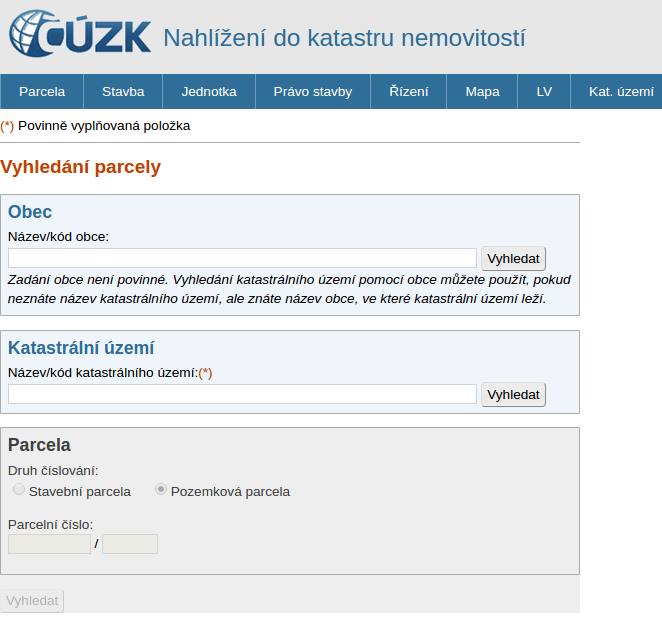 ČÚZK Nahlížení do katastru nemovitostí
Parcela Stavba Jednotka Právo stavby Řízení Mapa LV Kat. území
(*) Povinně vyplňovaná položka
Vyhledání parcely
Obec
Název/kód obce:
Vyhledat
Zadání obce není povinné. Vyhledání katastrálního území pomocí obce můžete použít, pokud
neznáte název katastrálního území, ale znáte název obce, ve které katastrální území leží.
Katastrální území
Název/kód katastrálního území:(*)
Vyhledat
Parcela
Druh číslování:
Stavební parcela Pozemková parcela
Parcelní číslo:
/
Vyhledat